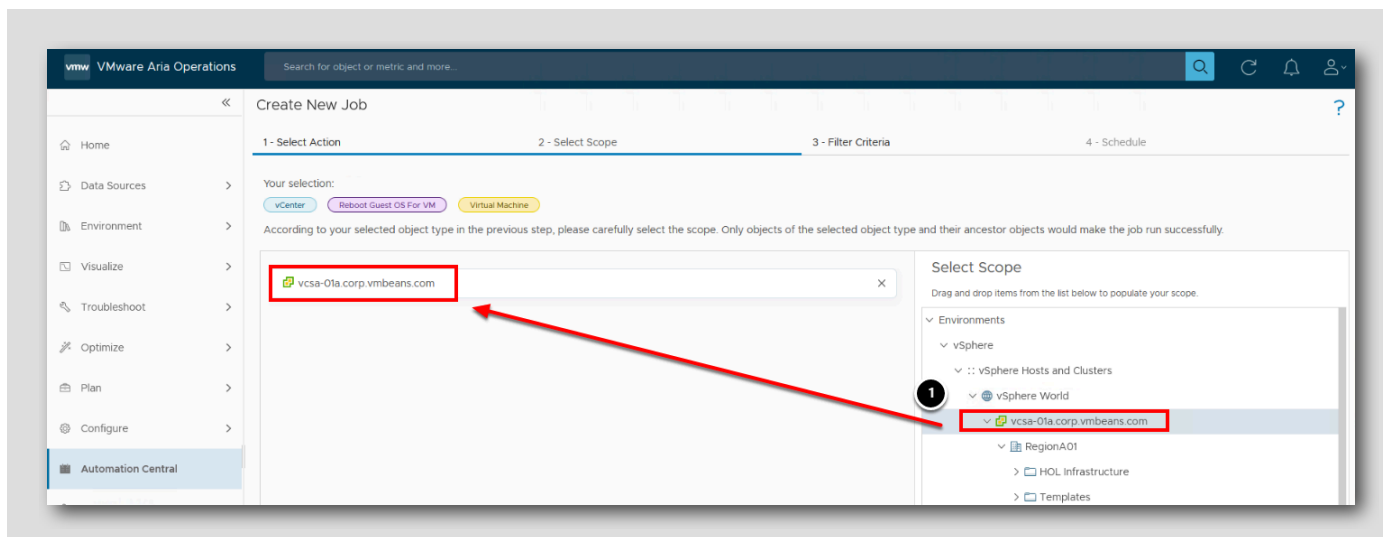 vmw VMware Aria Operations
Search for object or metric and more...
Create New Job
1 - Select Action
2 - Select Scope
3 - Filter Criteria
4 - Schedule
Home
Data Sources
Environment
Visualize
Troubleshoot
Optimize
Plan
Configure
Automation Central
Your selection:
vCenter
Reboot Guest OS For VM
Virtual Machine
According to your selected object type in the previous step, please carefully select the scope. Only objects of the selected object type and their ancestor objects would make the job run successfully.
vcsa-01a.corp.vmbeans.com
Select Scope
Drag and drop items from the list below to populate your scope.
Environments
vSphere
:: vSphere Hosts and Clusters
1
vSphere World
vcsa-01a.corp.vmbeans.com
RegionA01
HOL Infrastructure
Templates